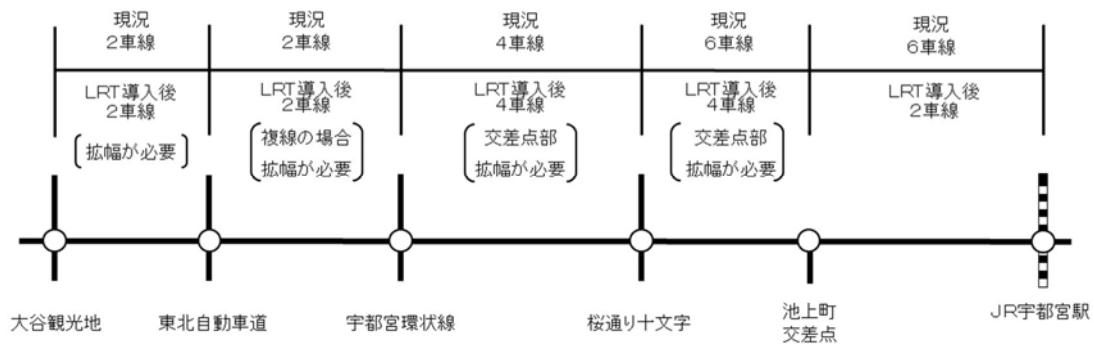 現況
2車線
現況
2車線
現況
4車線
現況
6車線
現況
6車線
LRT導入後
2車線
拡幅が必要
LRT導入後
2車線
複線の場合
拡幅が必要
LRT導入後
4車線
交差点部
拡幅が必要
LRT導入後
4車線
交差点部
拡幅が必要
LRT導入後
2車線
大谷観光地
東北自動車道
宇都宮環状線
桜通り十文字
池上町
交差点
JR宇都宮駅